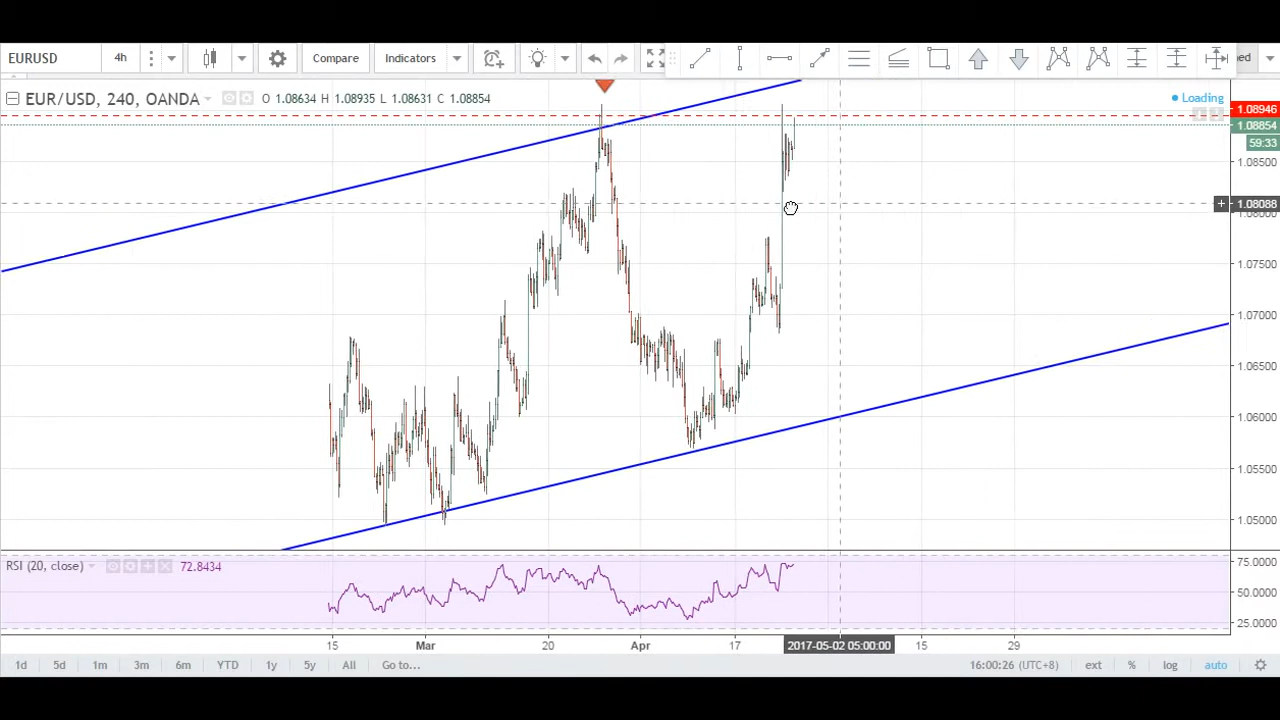 EURUSD 4h Compare Indicators ed
EUR/USD, 240, OANDA O 1.08634 H 1.08935 L 1.08631 C 1.08854
Loading
1.08946
1.08854
59:33
1.08500
1.08088
1.08000
1.07500
1.07000
1.06500
1.06000
1.05500
1.05000
RSI (20, close) 72.8434
75.0000
50.0000
25.0000
15 Mar 20 Apr 17 2017-05-02 05:00:00 15 29
1d 5d 1m 3m 6m YTD 1y 5y All Go to... 16:00:26 (UTC+8) ext % log auto